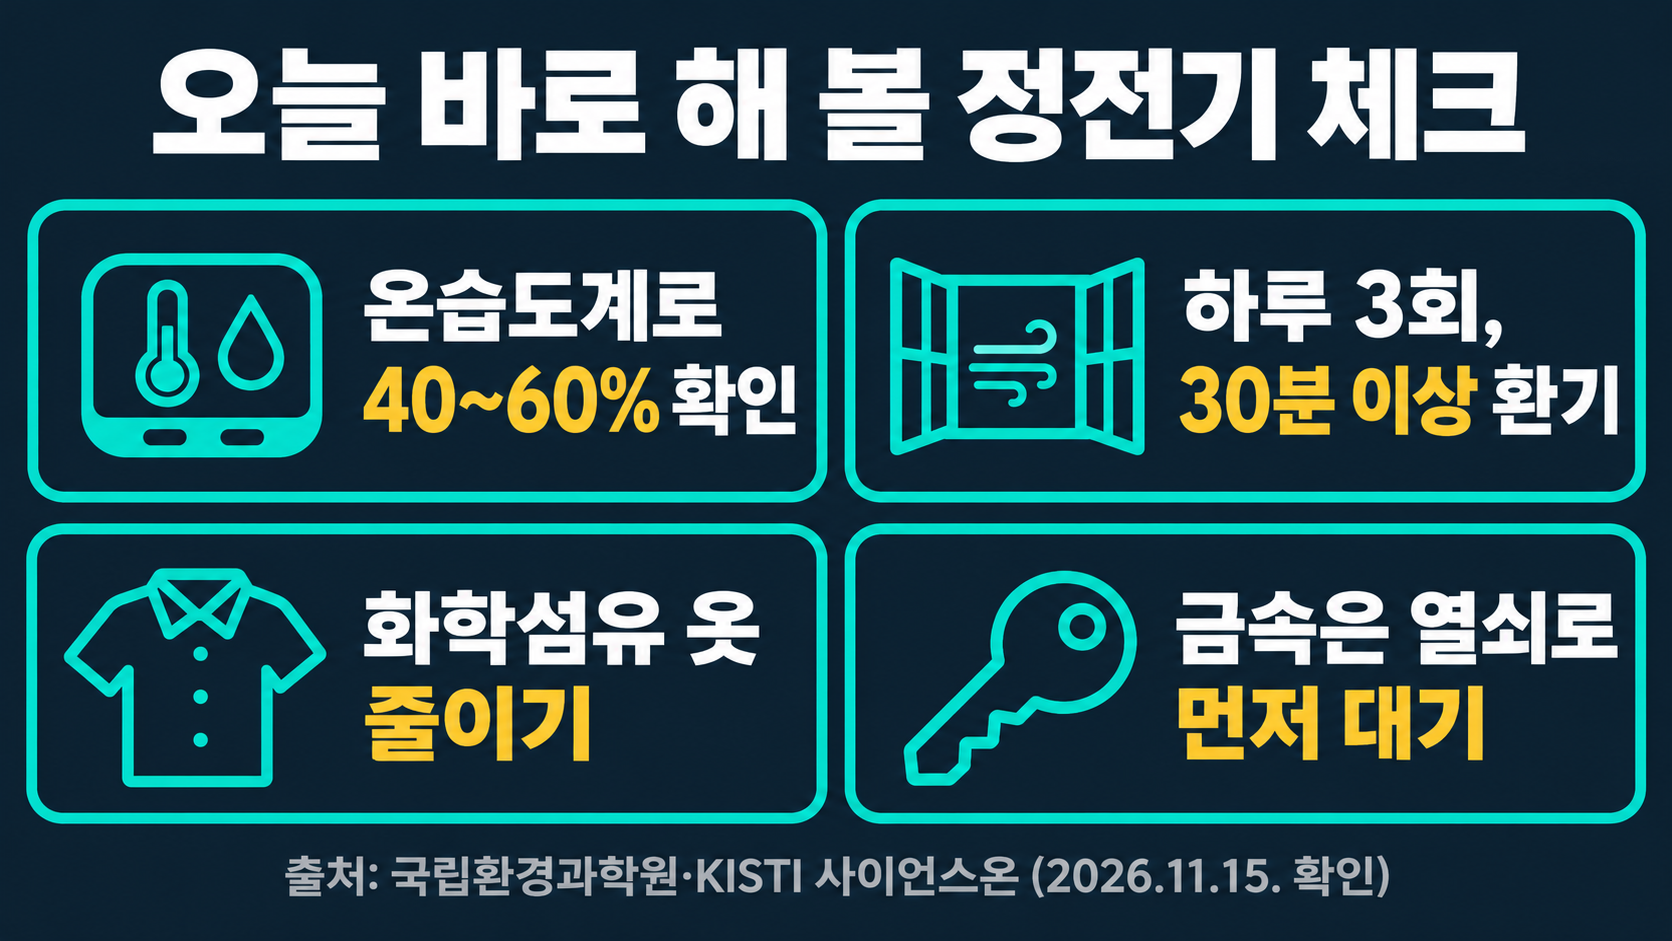 오늘 바로 해 볼 정전기 체크
온습도계로
40~60% 확인
하루 3회,
30분 이상 환기
화학섬유 옷
줄이기
금속은 열쇠로
먼저 대기
출처: 국립환경과학원·KISTI 사이언스온 (2026.11.15. 확인)